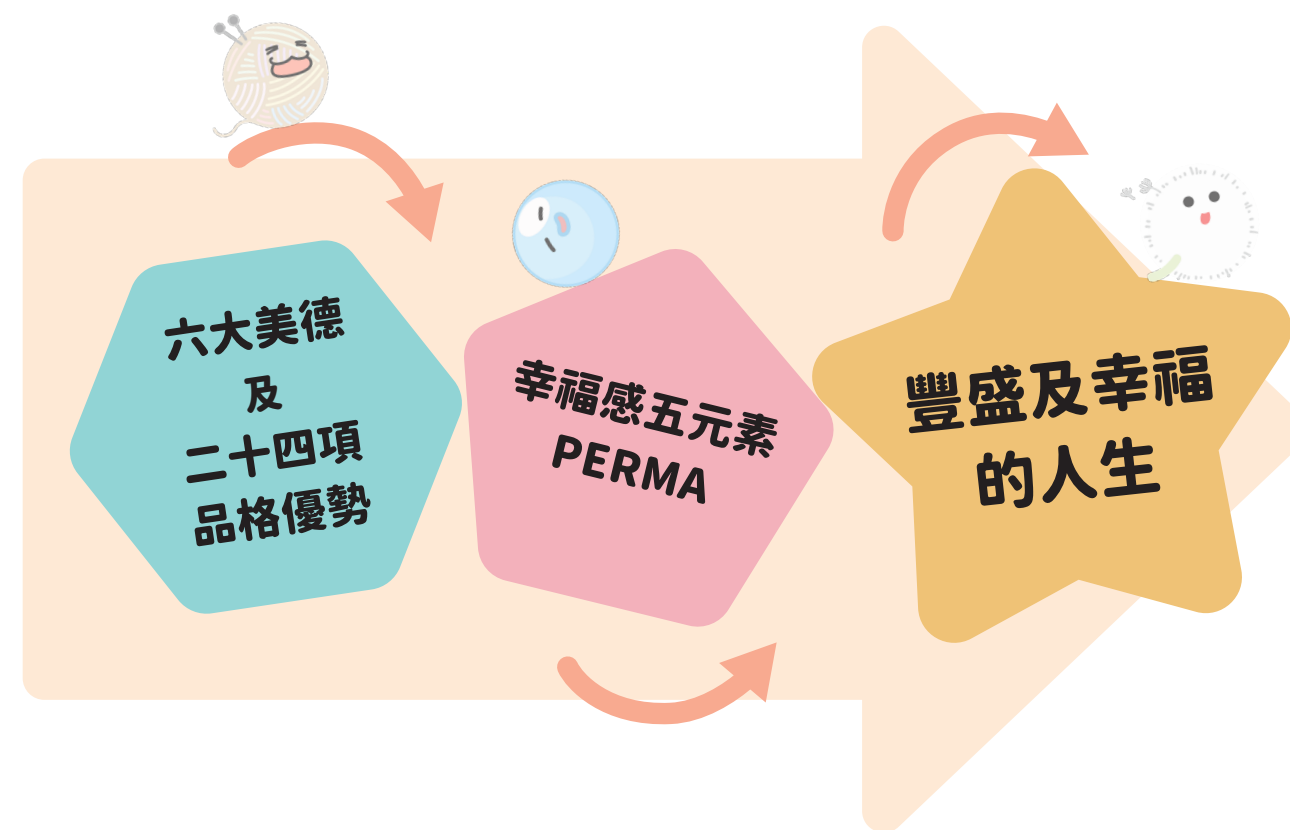 六大美德
及
二十四項
品格優勢
幸福感五元素
PERMA
豐盛及幸福
的人生